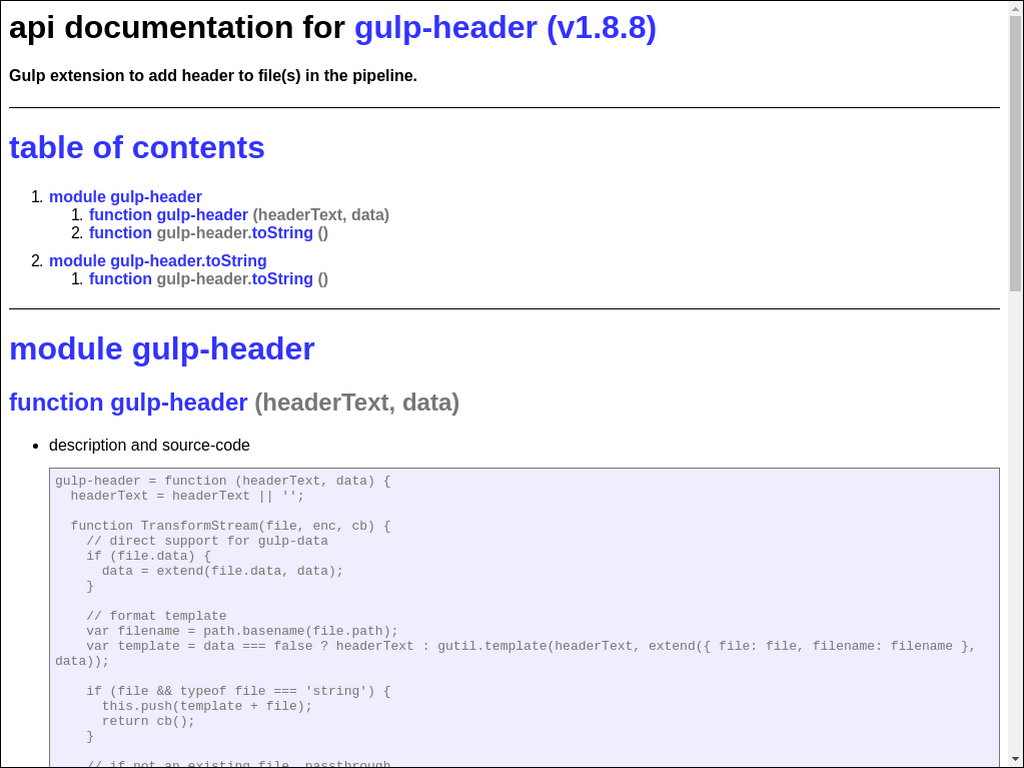 api documentation for gulp-header (v1.8.8)
Gulp extension to add header to file(s) in the pipeline.
table of contents
1. module gulp-header
1. function gulp-header (headerText, data)
2. function gulp-header.toString ()
2. module gulp-header.toString
1. function gulp-header.toString ()
module gulp-header
function gulp-header (headerText, data)
• description and source-code
gulp-header = function (headerText, data) {
  headerText = headerText || '';
  function TransformStream(file, enc, cb) {
    // direct support for gulp-data
    if (file.data) {
      data = extend(file.data, data);
    }
    // format template
    var filename = path.basename(file.path);
    var template = data === false ? headerText : gutil.template(headerText, extend({ file: file, filename: filename },
data));
    if (file && typeof file === 'string') {
      this.push(template + file);
      return cb();
    }
    // if not an existing file, passthrough